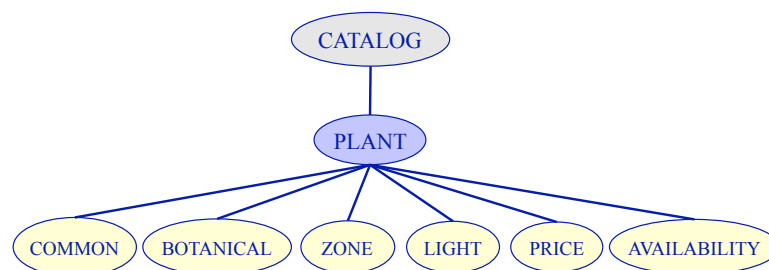 CATALOG
PLANT
COMMON BOTANICAL ZONE LIGHT PRICE AVAILABILITY